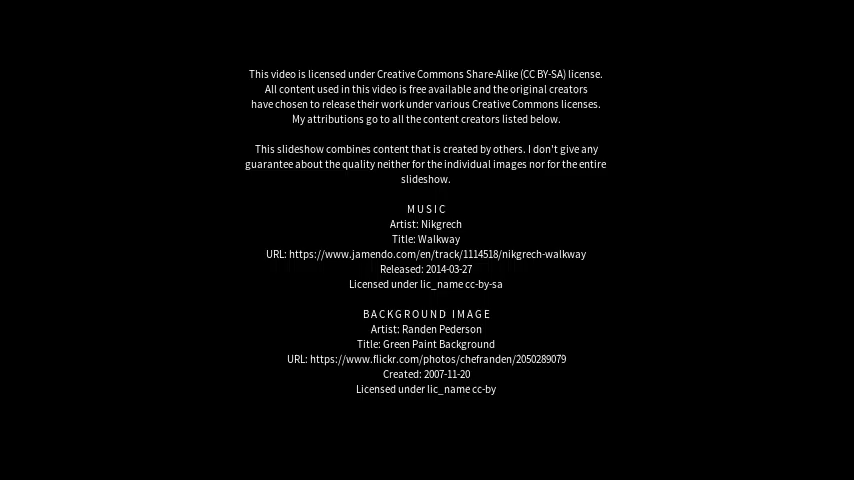 This video is licensed under Creative Commons Share-Alike (CC BY-SA) license.
All content used in this video is free available and the original creators
have chosen to release their work under various Creative Commons licenses.
My attributions go to all the content creators listed below.
This slideshow combines content that is created by others. I don't give any
guarantee about the quality neither for the individual images nor for the entire
slideshow.
MUSIC
Artist: Nikgrech
Title: Walkway
URL: https://www.jamendo.com/en/track/1114518/nikgrech-walkway
Released: 2014-03-27
Licensed under lic_name cc-by-sa
BACKGROUND IMAGE
Artist: Randen Pederson
Title: Green Paint Background
URL: https://www.flickr.com/photos/chefranden/2050289079
Created: 2007-11-20
Licensed under lic_name cc-by